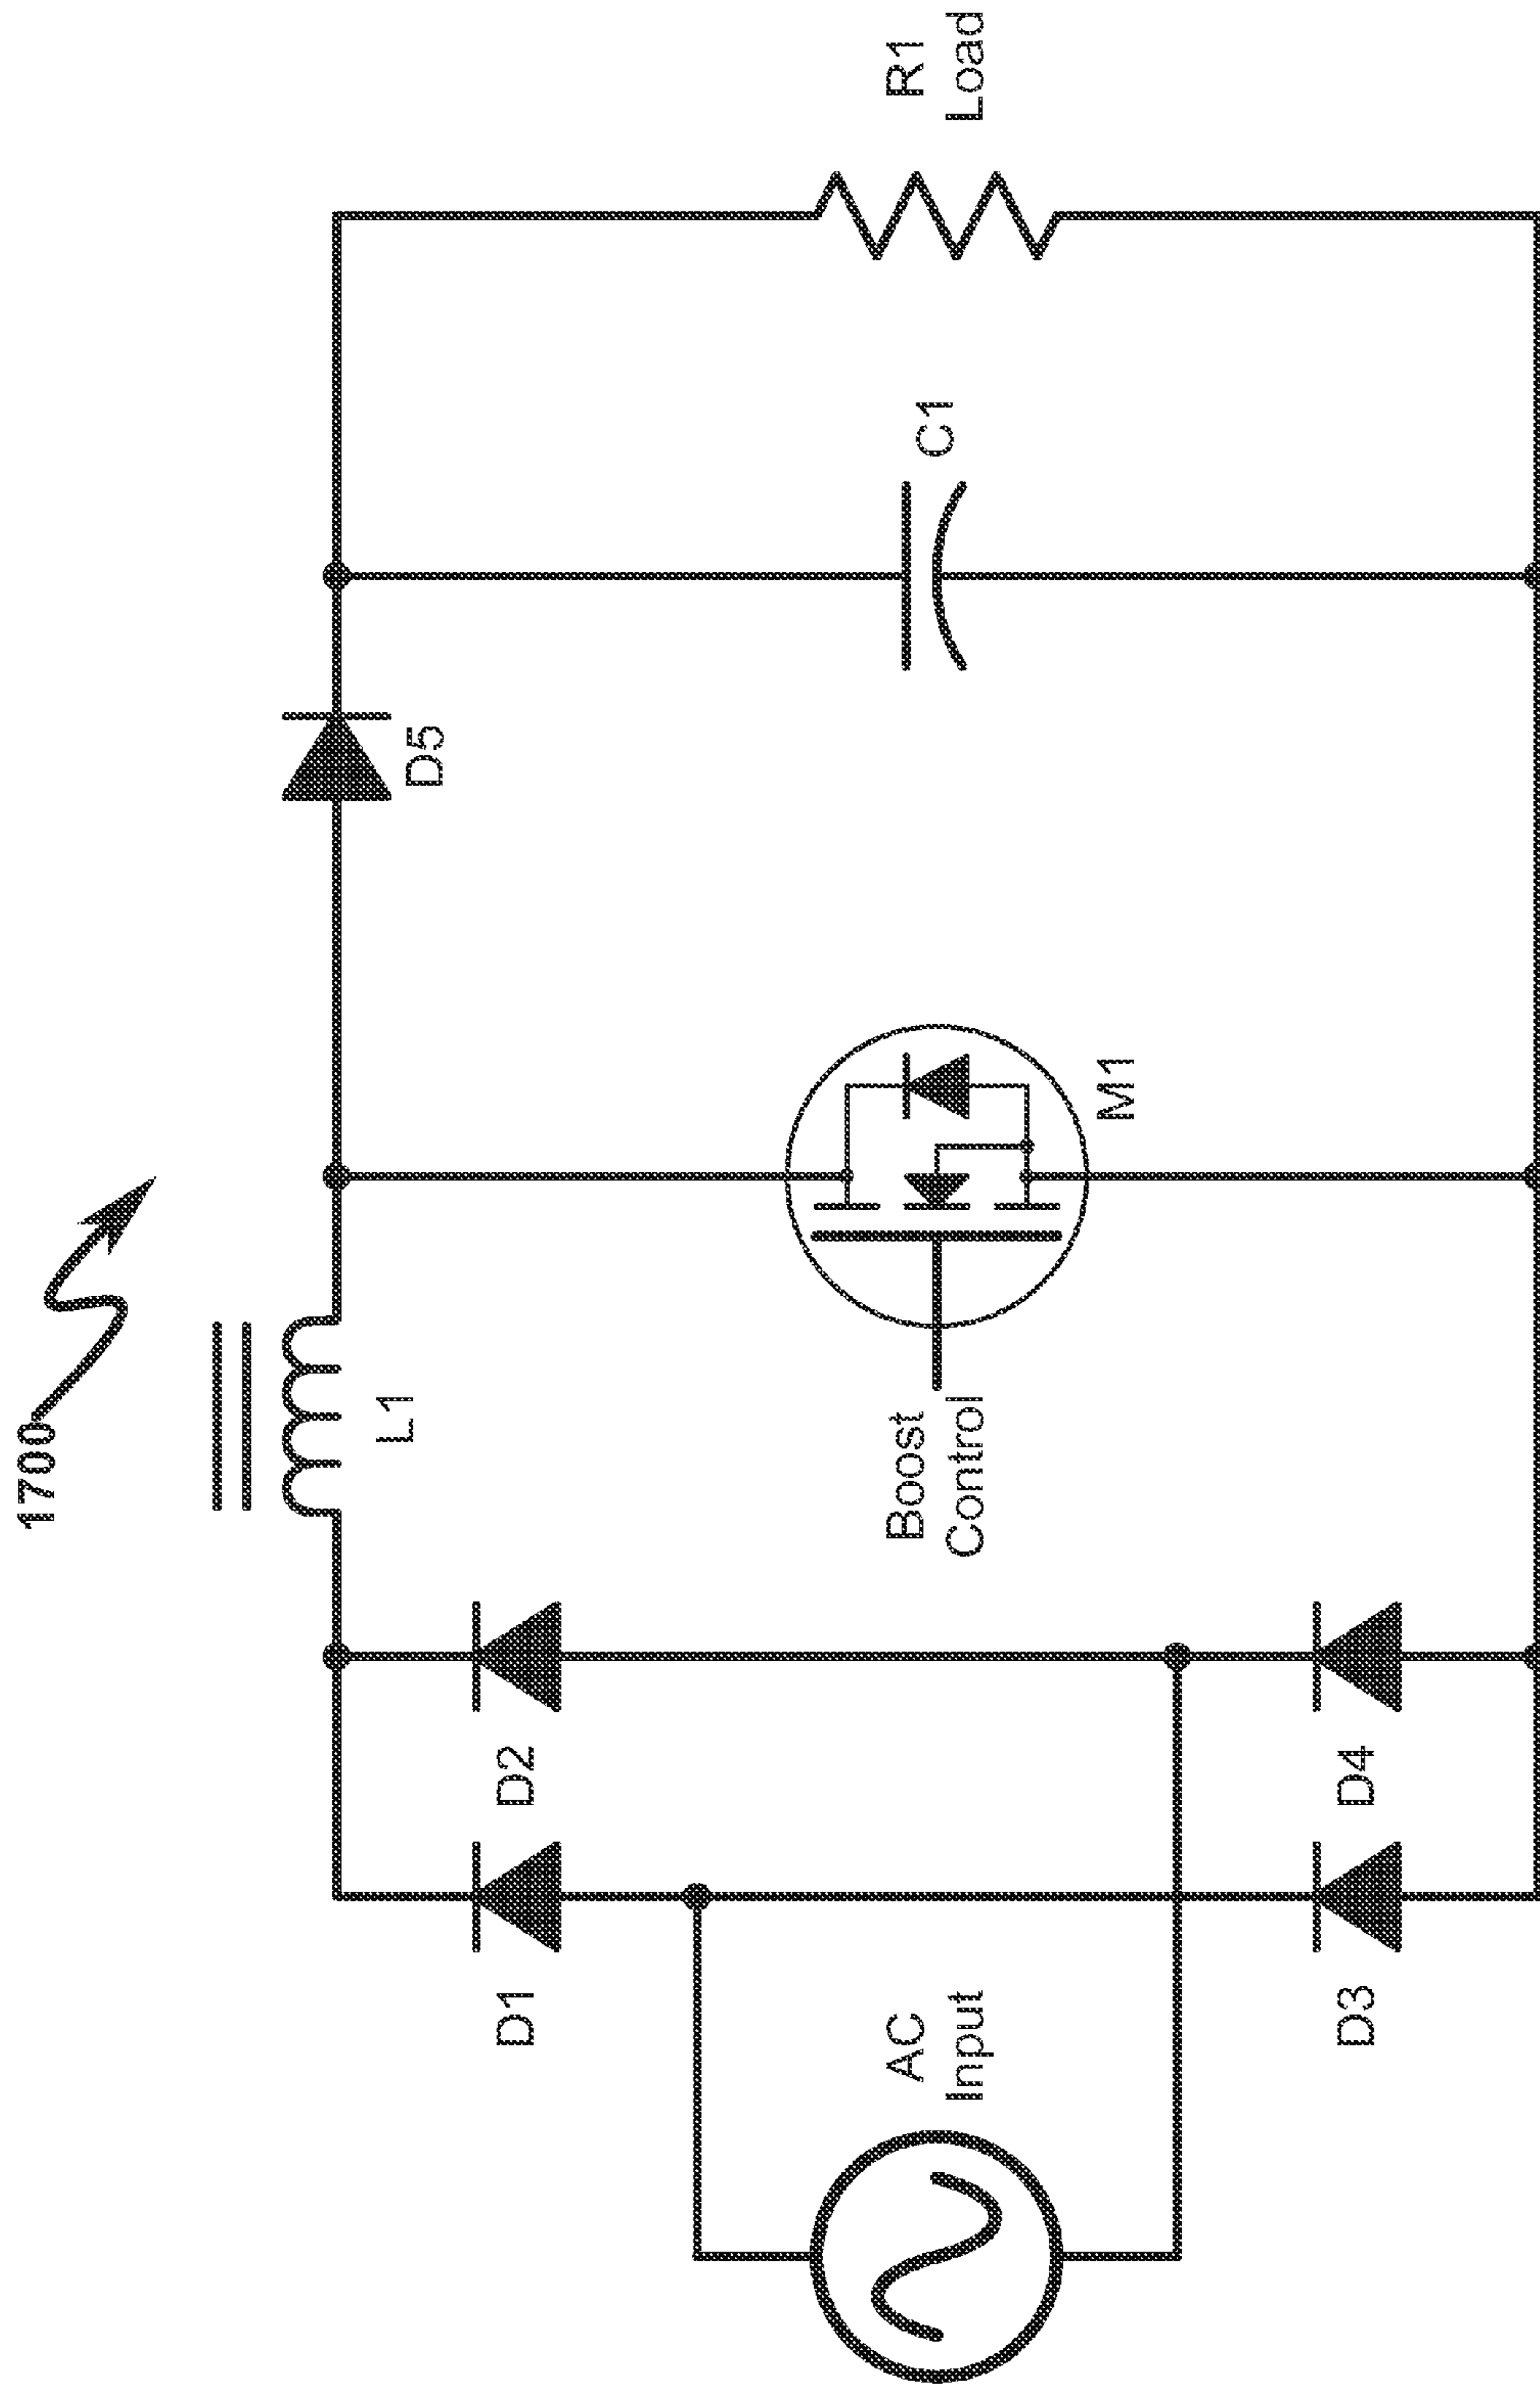 1700
L1
D5
D1
D2
AC
Input
Boost
Control
M1
C1
R1
Load
D3
D4